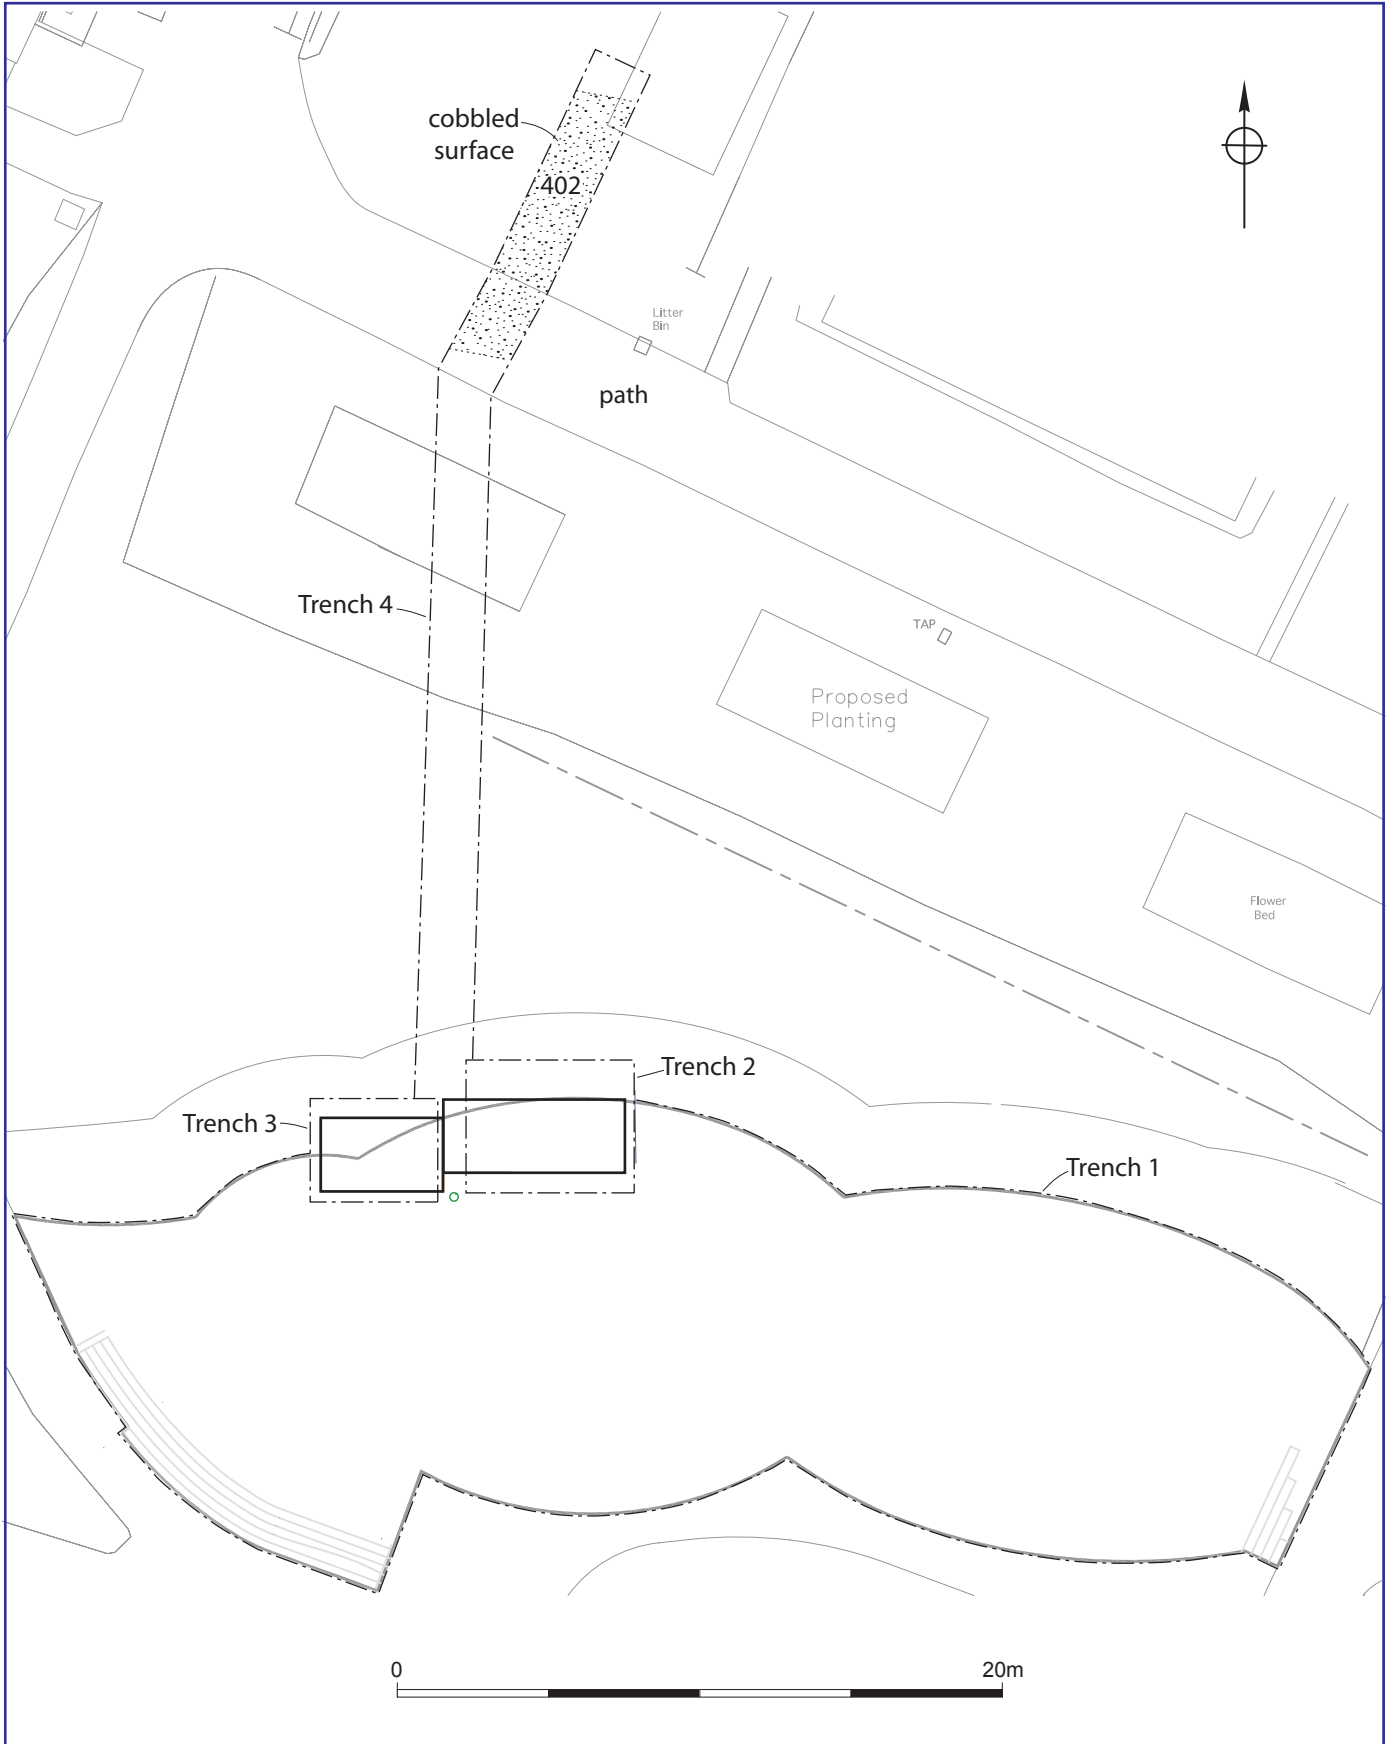 cobbled
surface
402
Litter
Bin
path
Trench 4
TAP
Proposed
Planting
Flower
Bed
Trench 2
Trench 3
Trench 1
0
20m